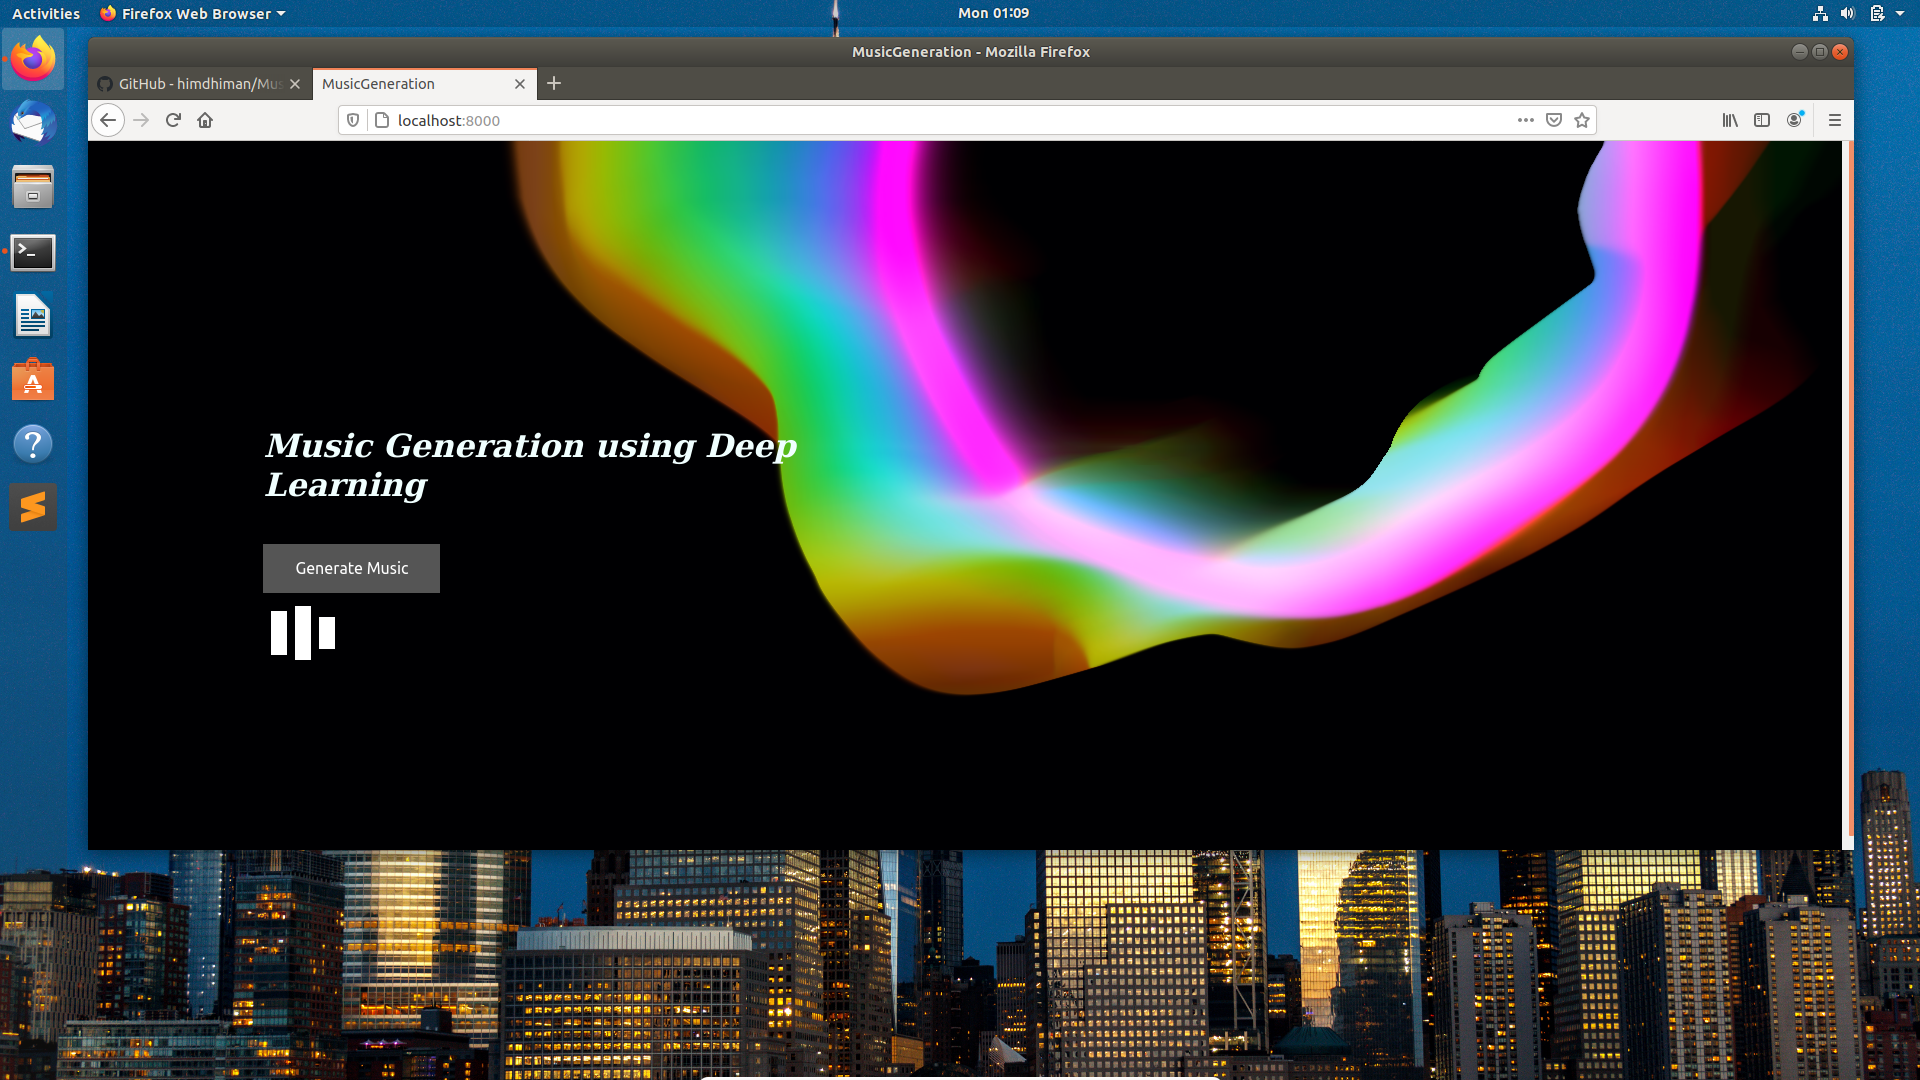 Activities
Firefox Web Browser
Mon 01:09
MusicGeneration - Mozilla Firefox
GitHub - himdhiman/Mus
MusicGeneration
localhost:8000
Music Generation using Deep
Learning
Generate Music